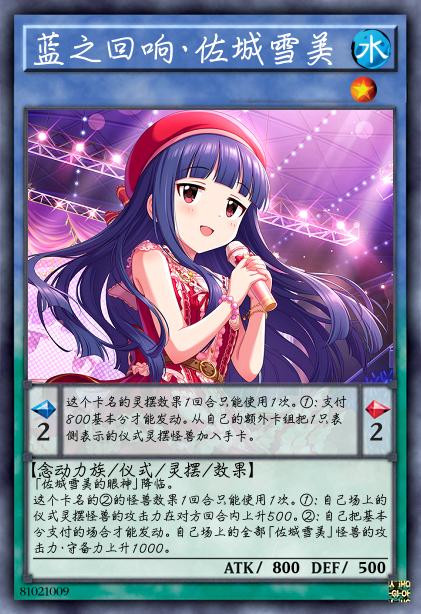 蓝之回响·佐城雪美
水
这个卡名的灵摆效果1回合只能使用1次。①:支付
800基本分才能发动。从自己的额外卡组把1只表
侧表示的仪式灵摆怪兽加入手卡。
2
2
【念动力族/仪式/灵摆/效果】
「佐城雪美的眼神」降临。
这个卡名的②的怪兽效果1回合只能使用1次。①:自己场上的
仪式灵摆怪兽的攻击力在对方回合内上升500。②:自己把基本
分支付的场合才能发动。自己场上的全部「佐城雪美」怪兽的攻
击力·守备力上升1000。
ATK/ 800 DEF/ 500
81021009